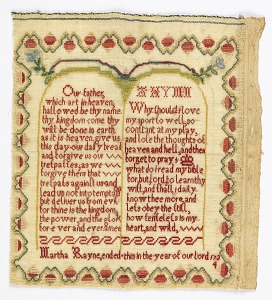 Our father,
which art in heaven,
hallowed be thy name
thy kingdom come thy
will be done in earth,
as it is heaven, give us
this day our daily bread
and forgive us our
trespasses, as we
forgive them that
trespass against us and
lead us not into temptati
but deliver us from evil
for thine is the kingdom,
the power, and the glory
for ever and ever amen
Why should I love
my sport so well, so
constant at my play,
and lose the thoughts of
heaven and hell, and then
forget to pray
what do i read my bible
for, but lord to learn thy
will, and shall i daily
know thee more, and
less obey thee still,
how senseless is my
heart, and wild,
Martha Rayne, ended this in the year of our Lord